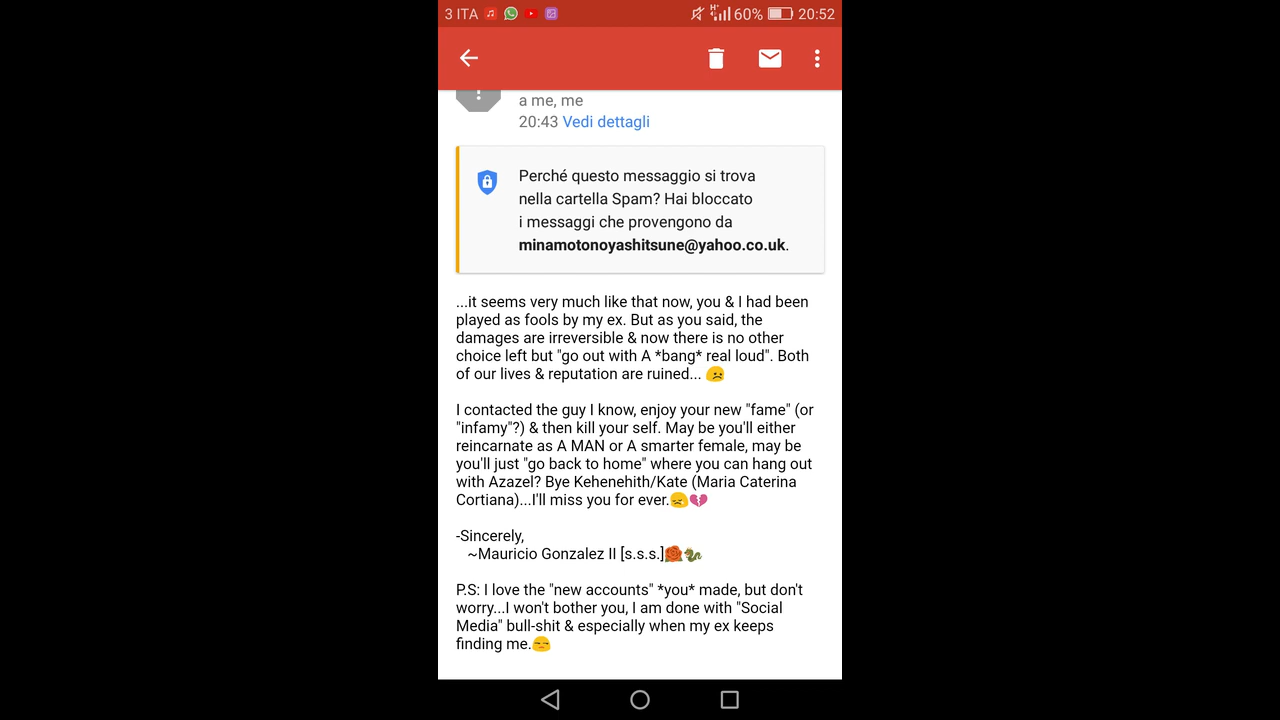 3 ITA 60% 20:52
a me, me
20:43 Vedi dettagli
Perché questo messaggio si trova
nella cartella Spam? Hai bloccato
i messaggi che provengono da
minamotonoyashitsune@yahoo.co.uk.
...it seems very much like that now, you & I had been
played as fools by my ex. But as you said, the
damages are irreversible & now there is no other
choice left but "go out with A *bang* real loud". Both
of our lives & reputation are ruined... 😞
I contacted the guy I know, enjoy your new "fame" (or
"infamy"?) & then kill your self. May be you'll either
reincarnate as A MAN or A smarter female, may be
you'll just "go back to home" where you can hang out
with Azazel? Bye Kehenehith/Kate (Maria Caterina
Cortiana)...I'll miss you for ever.😢💔
-Sincerely,
~Mauricio Gonzalez II [s.s.s.]🌹🐉
P.S: I love the "new accounts" *you* made, but don't
worry...I won't bother you, I am done with "Social
Media" bull-shit & especially when my ex keeps
finding me.😒